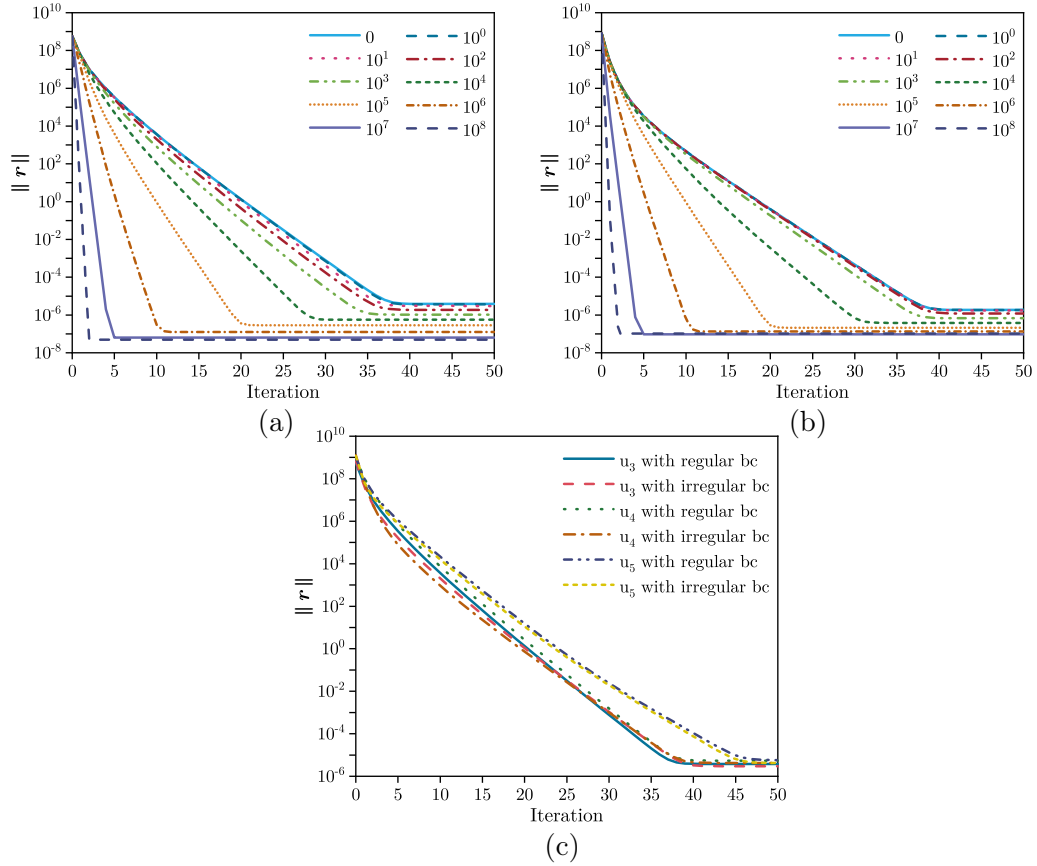 10^10
10^8
10^6
10^4
10^2
10^0
10^−2
10^−4
10^−6
10^−8
‖ r ‖
0 10^0
10^1 10^2
10^3 10^4
10^5 10^6
10^7 10^8
0 5 10 15 20 25 30 35 40 45 50
Iteration
(a)
10^10
10^8
10^6
10^4
10^2
10^0
10^−2
10^−4
10^−6
10^−8
‖ r ‖
0 10^0
10^1 10^2
10^3 10^4
10^5 10^6
10^7 10^8
0 5 10 15 20 25 30 35 40 45 50
Iteration
(b)
10^10
10^8
10^6
10^4
10^2
10^0
10^−2
10^−4
10^−6
‖ r ‖
u_3 with regular bc
u_3 with irregular bc
u_4 with regular bc
u_4 with irregular bc
u_5 with regular bc
u_5 with irregular bc
0 5 10 15 20 25 30 35 40 45 50
Iteration
(c)